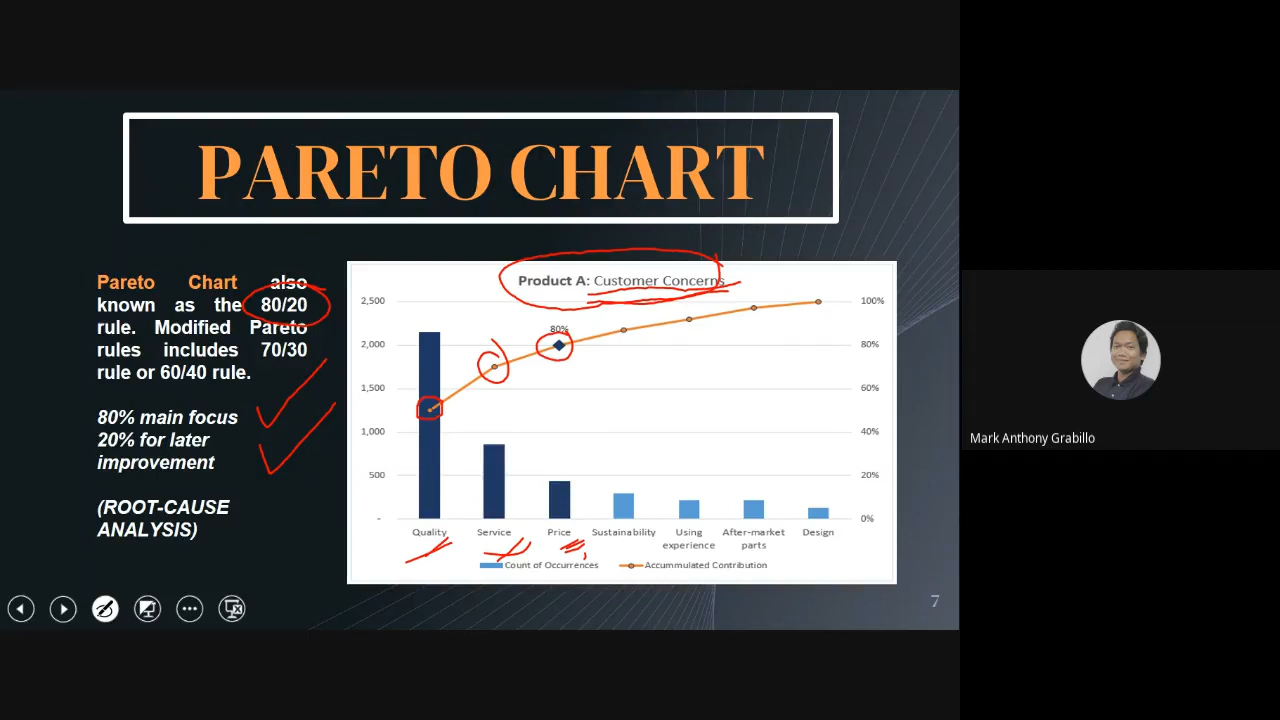 PARETO CHART
Pareto Chart also
known as the 80/20
rule. Modified Pareto
rules includes 70/30
rule or 60/40 rule.
80% main focus
20% for later
improvement
(ROOT-CAUSE
ANALYSIS)
Product A: Customer Concerns
2,500
2,000
1,500
1,000
500
-
100%
80%
60%
40%
20%
0%
80%
Quality
Service
Price
Sustainability
Using
experience
After-market
parts
Design
Count of Occurrences
Accummulated Contribution
7
Mark Anthony Grabillo